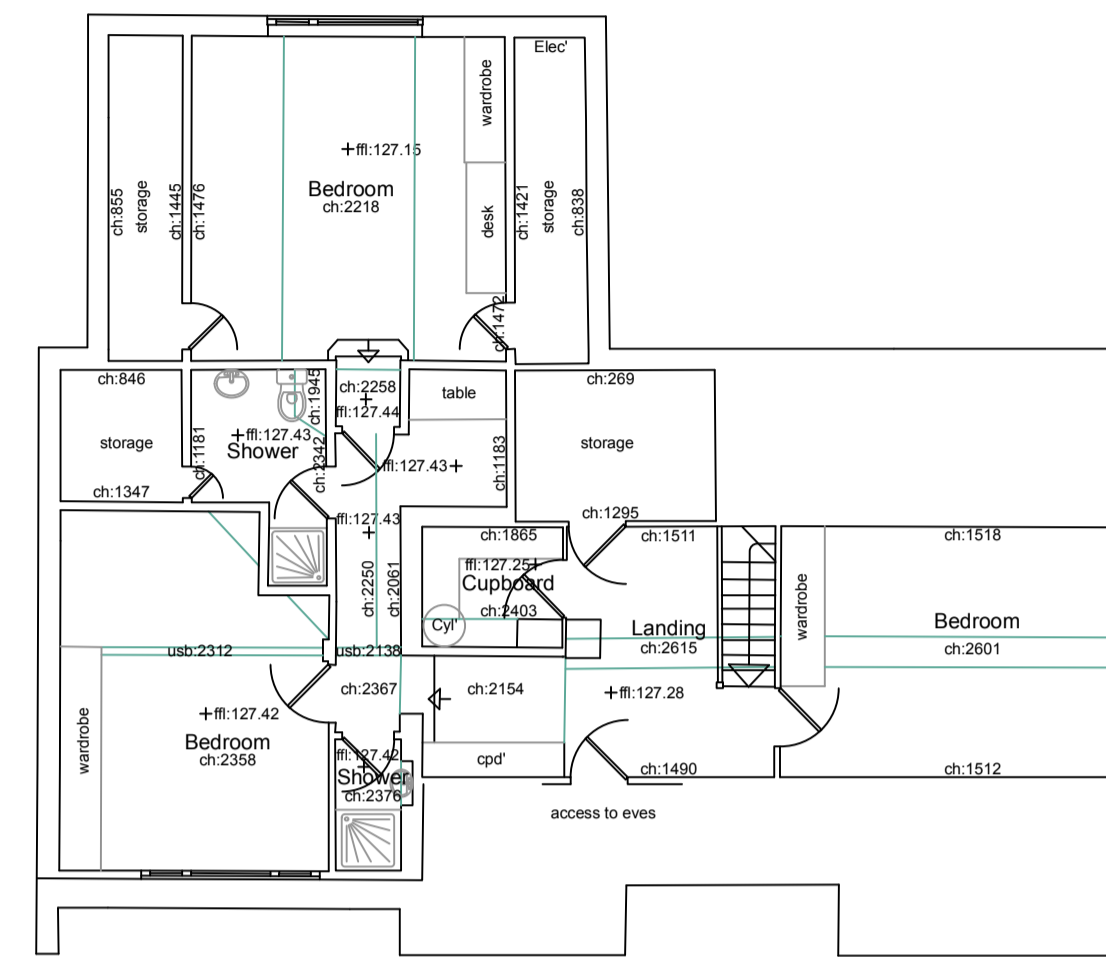 Elec'
wardrobe
+ffl:127.15
Bedroom
ch:2218
ch:855
storage
ch:1445
ch:1476
desk
ch:1421
storage
ch:838
ch:1472
ch:846
storage
ch:1347
ch:1181
ch:1945
+ffl:127.43
Shower
ch:2342
ch:2258
ffl:127.44
table
ffl:127.43+
ch:1183
ch:269
storage
ch:1295
ffl:127.43
ch:2250
ch:2061
ch:1865
ffl:127.25+
Cupboard
ch:2403
Cyl'
ch:1511
Landing
ch:2615
wardrobe
ch:1518
Bedroom
ch:2601
usb:2312
usb:2138
ch:2367
ch:2154
+ffl:127.28
wardrobe
+ffl:127.42
Bedroom
ch:2358
ffl:127.42
Shower
ch:2376
cpd'
ch:1490
ch:1512
access to eves